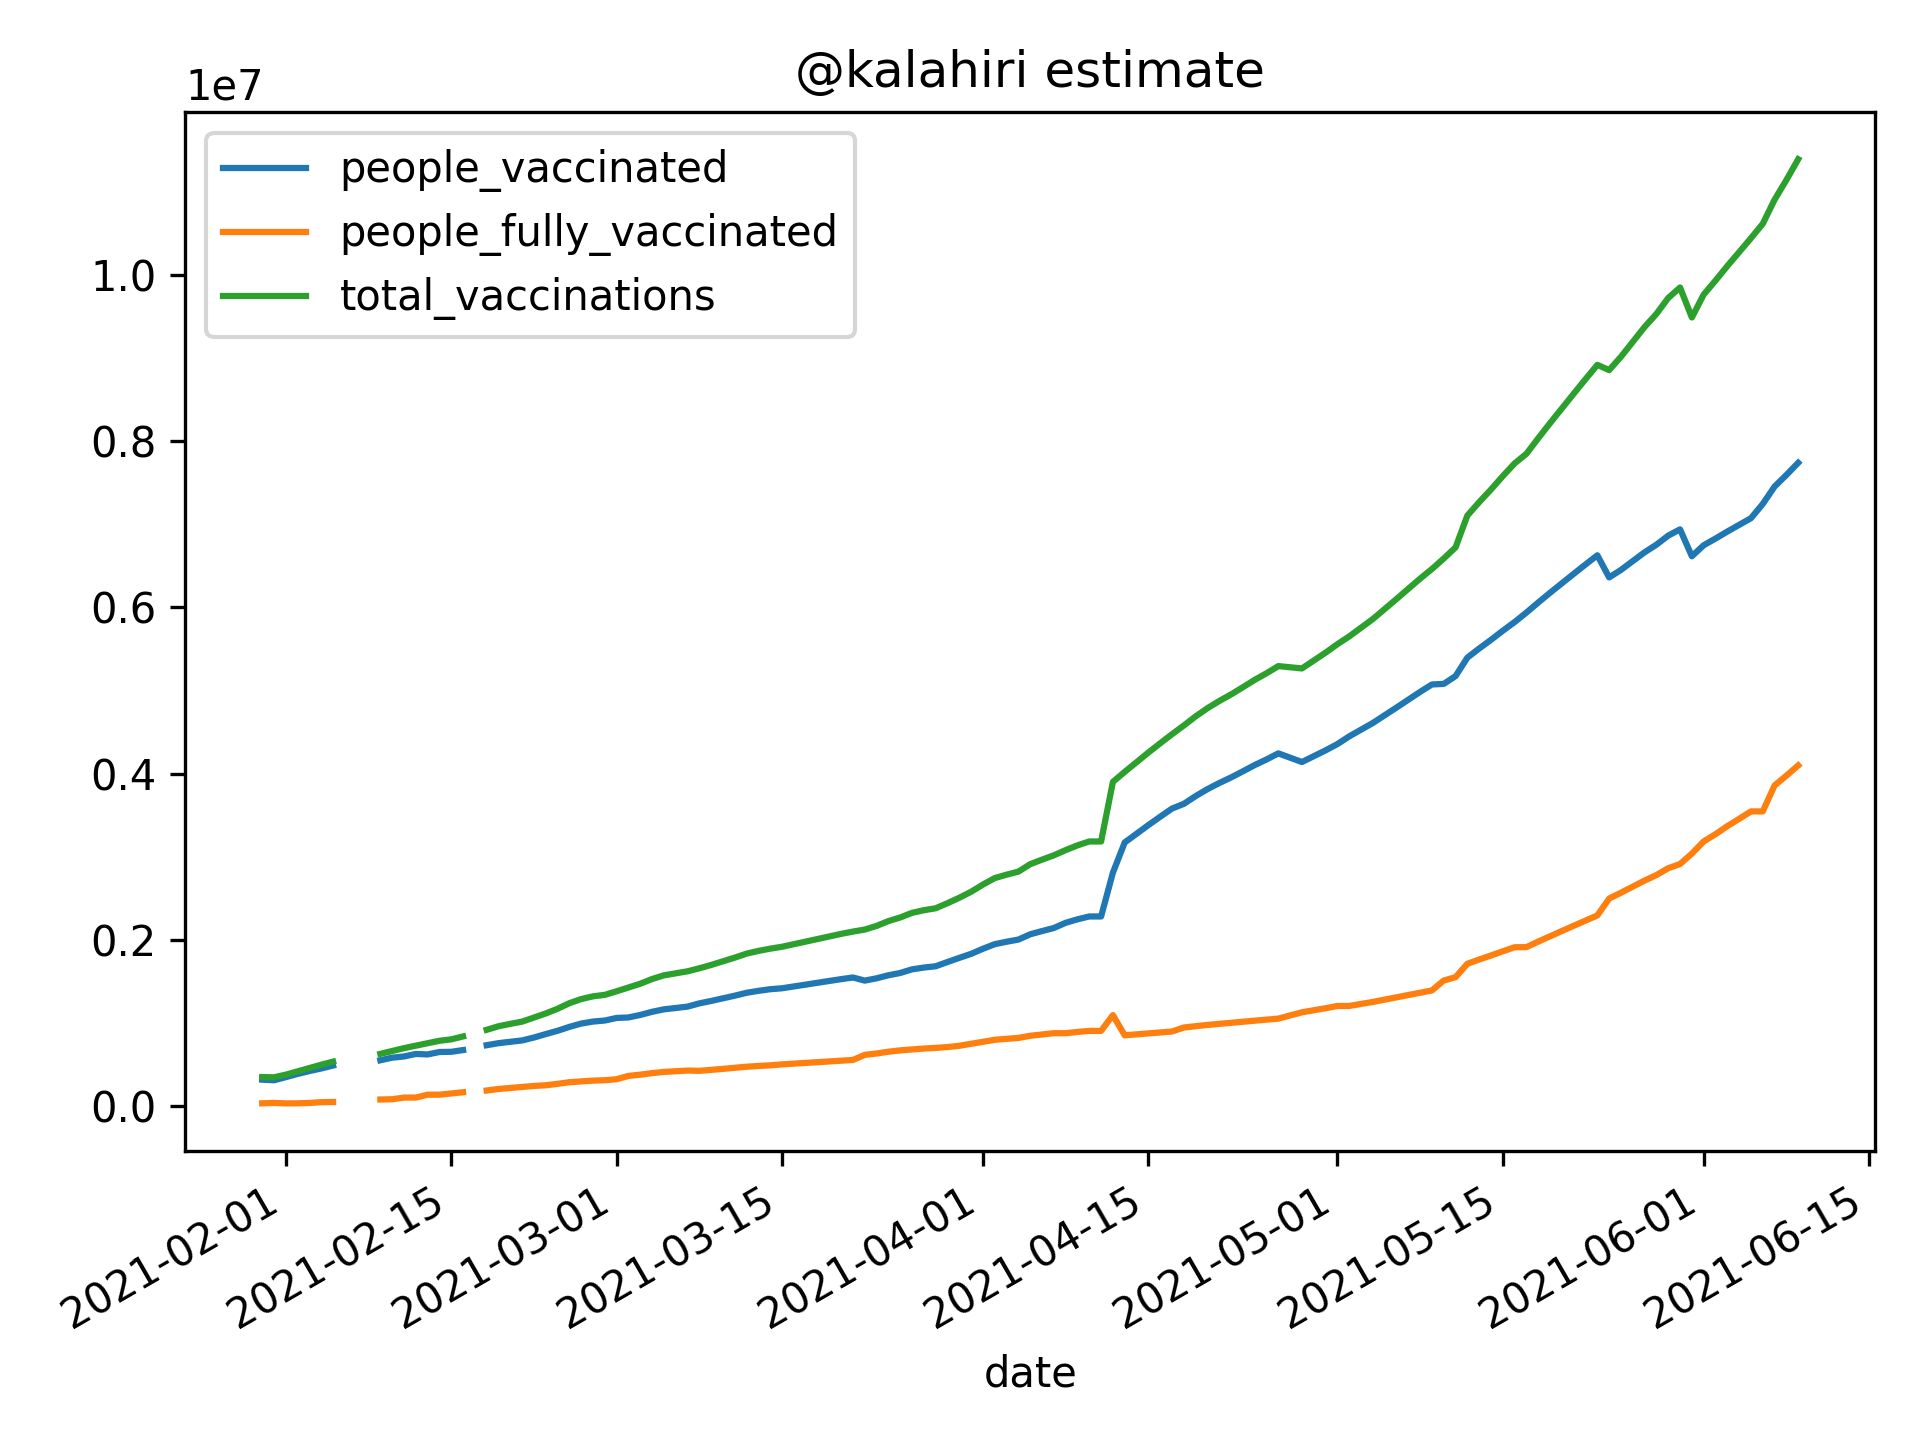 @kalahiri estimate
1e7
people_vaccinated
people_fully_vaccinated
total_vaccinations
1.0
0.8
0.6
0.4
0.2
0.0
2021-02-01
2021-02-15
2021-03-01
2021-03-15
2021-04-01
2021-04-15
2021-05-01
2021-05-15
2021-06-01
2021-06-15
date